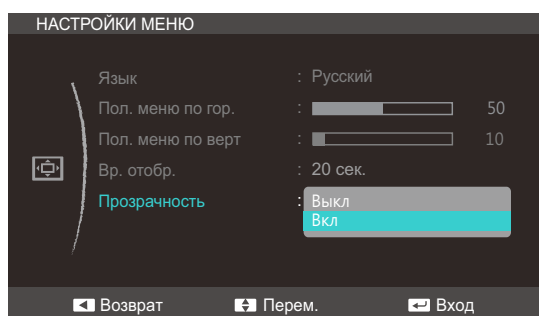 НАСТРОЙКИ МЕНЮ
Язык : Русский
Пол. меню по гор. : 50
Пол. меню по верт : 10
Вр. отобр. : 20 сек.
Прозрачность : Выкл
Вкл
Возврат Перем. Вход